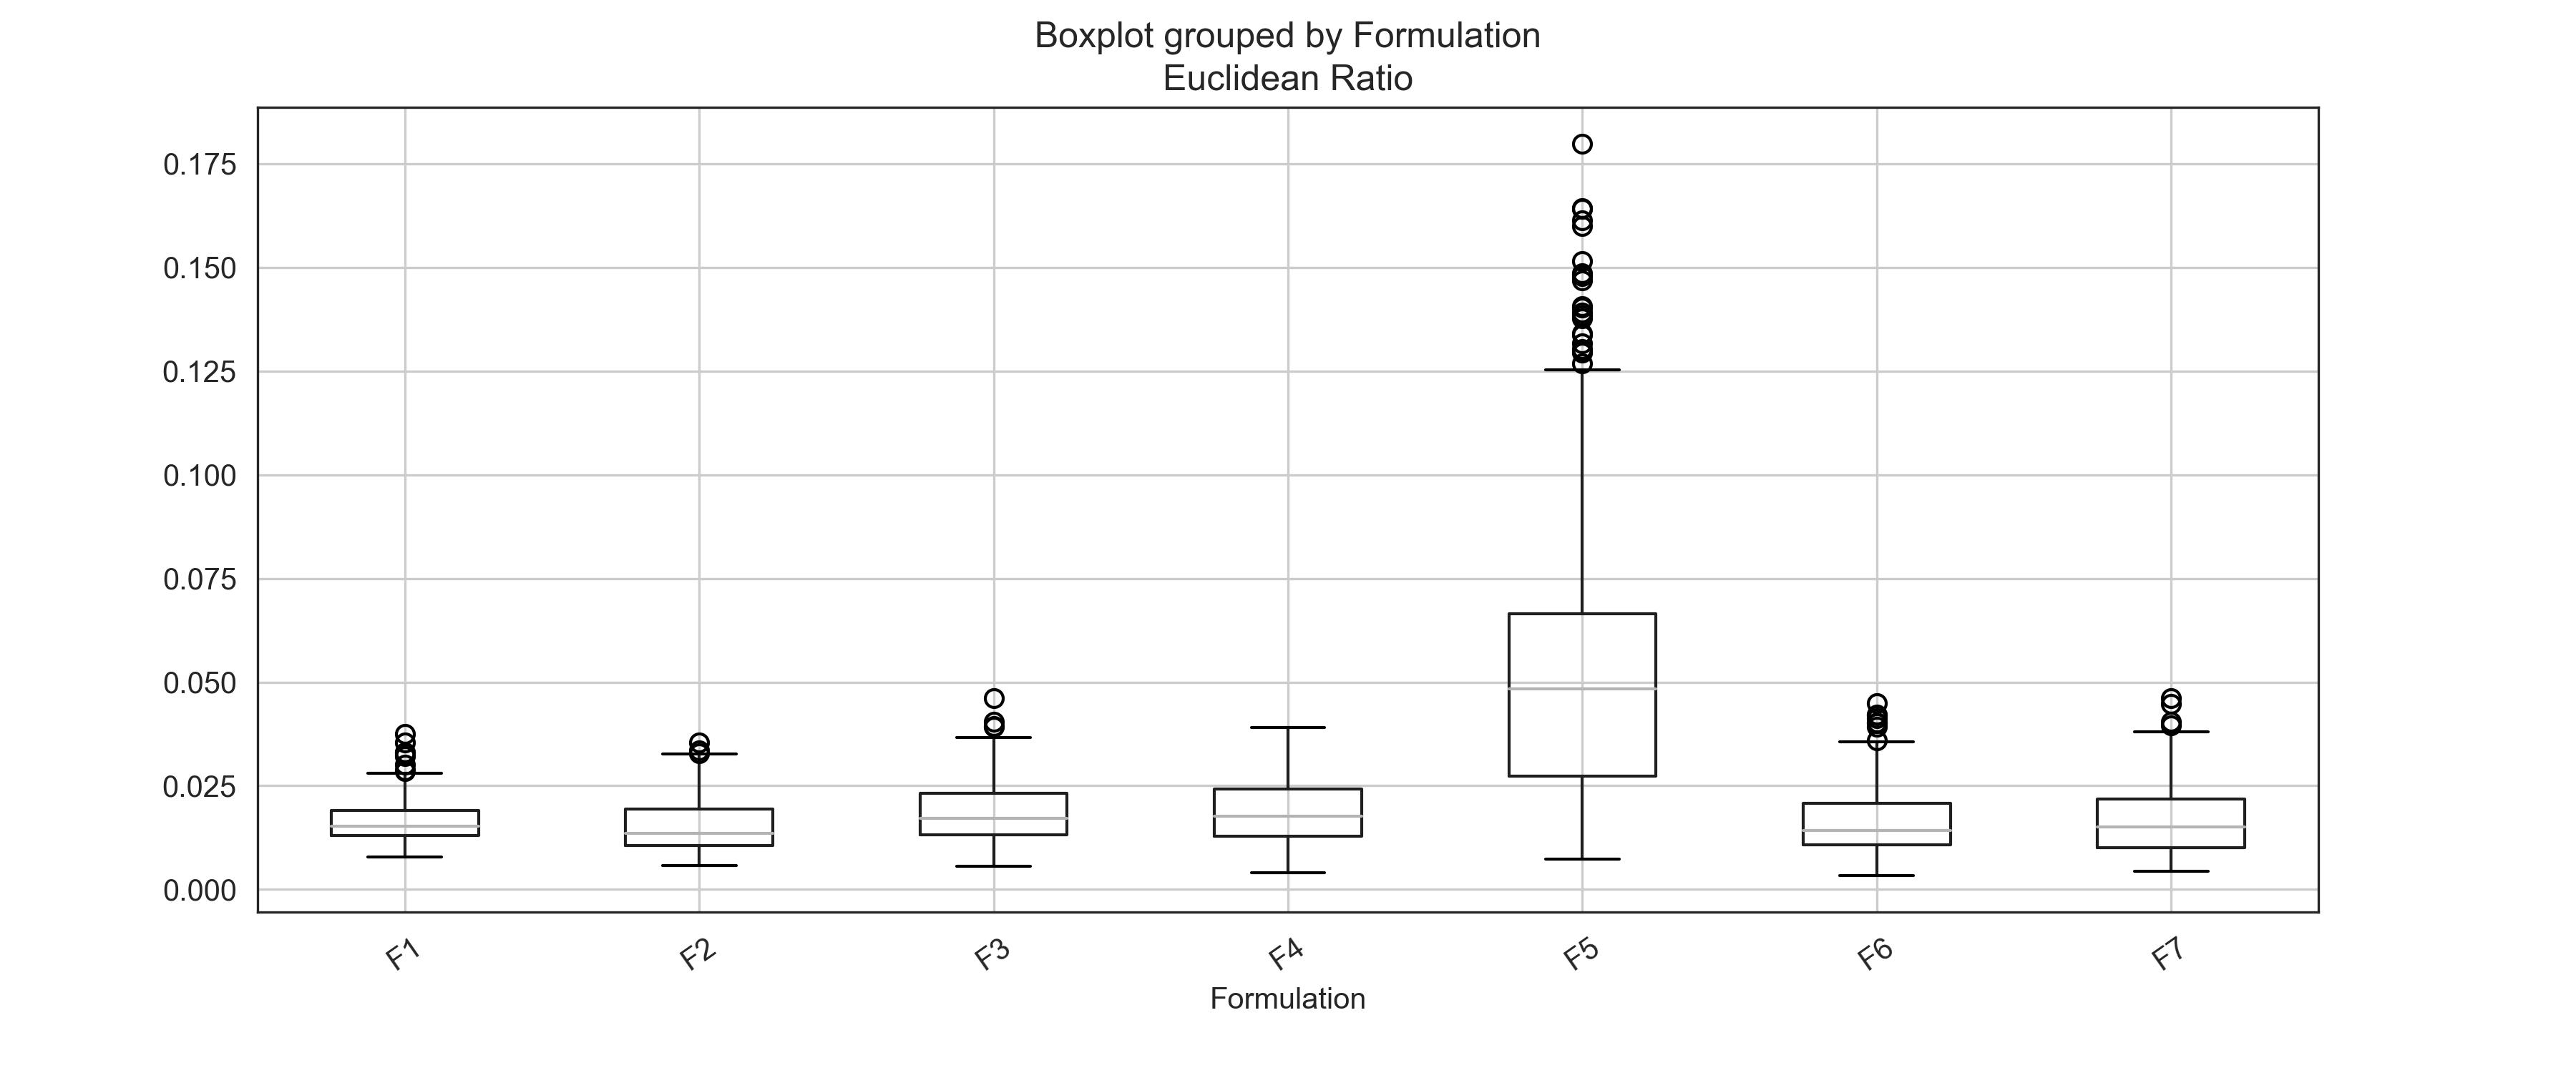 Boxplot grouped by Formulation
Euclidean Ratio
0.175
0.150
0.125
0.100
0.075
0.050
0.025
0.000
F1
F2
F3
F4
F5
F6
F7
Formulation